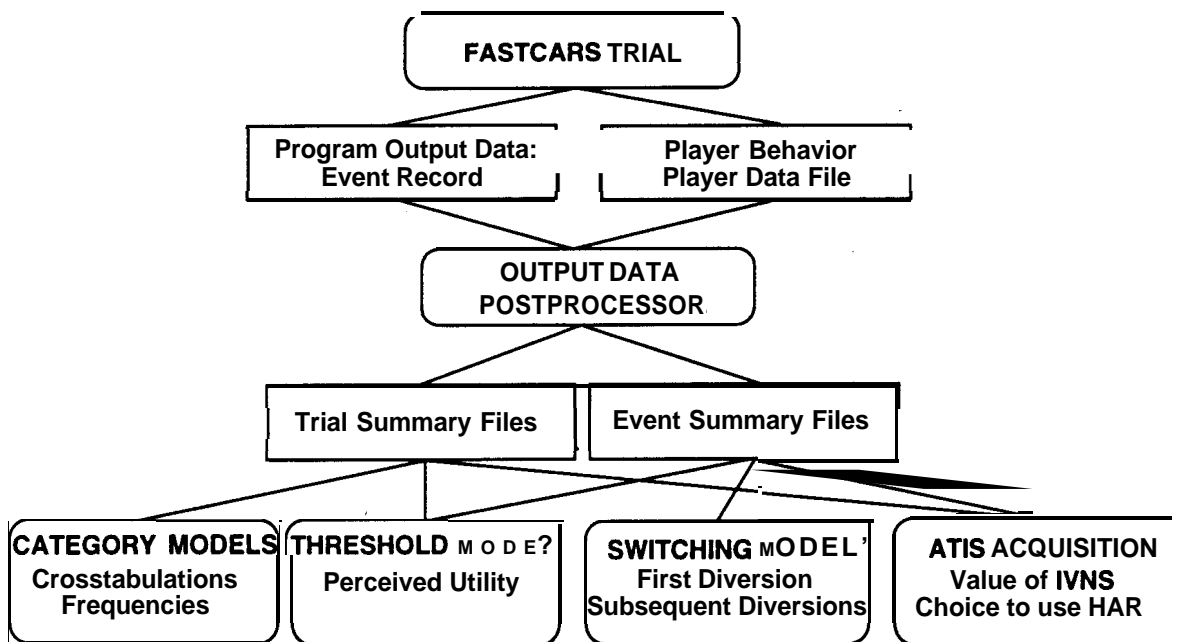 FASTCARS TRIAL
Program Output Data:
Event Record
Player Behavior
Player Data File
OUTPUT DATA
POSTPROCESSOR
Trial Summary Files
Event Summary Files
CATEGORY MODELS
Crosstabulations
Frequencies
THRESHOLD MODE?
Perceived Utility
SWITCHING MODEL'
First Diversion
Subsequent Diversions
ATIS ACQUISITION
Value of IVNS
Choice to use HAR